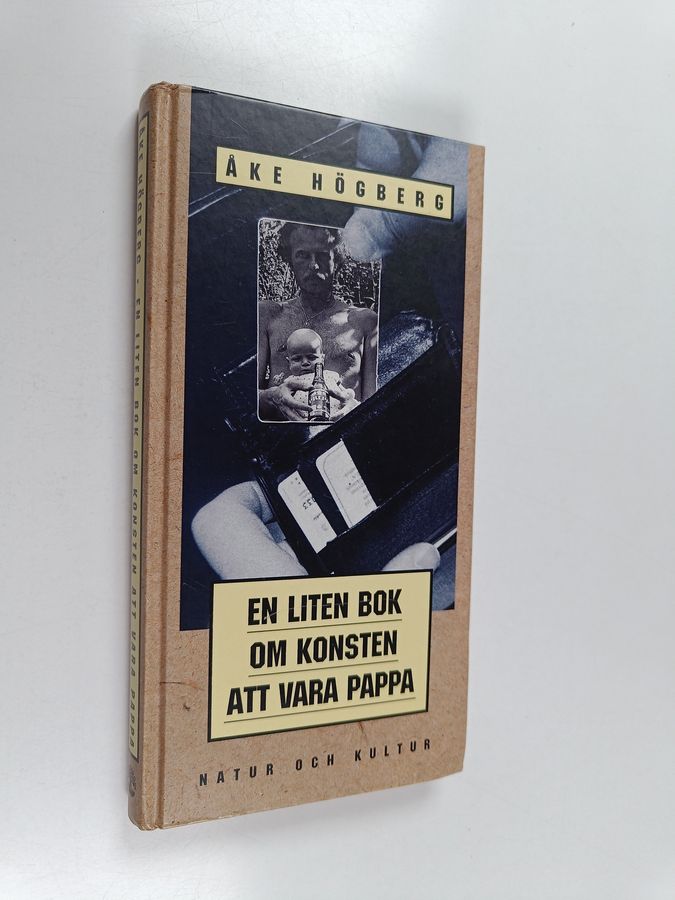 ÅKE HÖGBERG
EN LITEN BOK
OM KONSTEN
ATT VARA PAPPA
NATUR OCH KULTUR
ÅKE HÖGBERG · EN LITEN BOK OM KONSTEN ATT VARA PAPPA